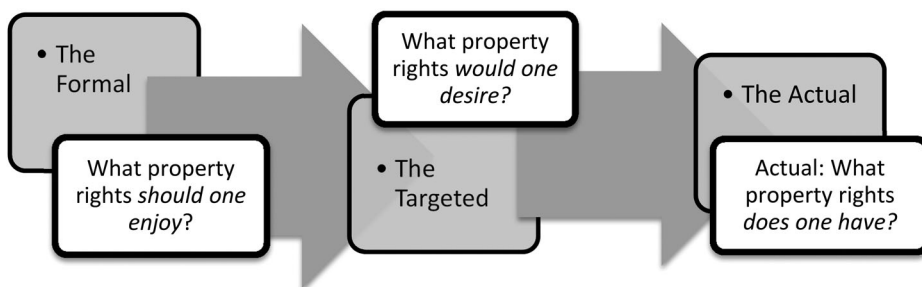 • The
Formal
What property
rights should one
enjoy?
What property
rights would one
desire?
• The
Targeted
• The Actual
Actual: What
property rights
does one have?